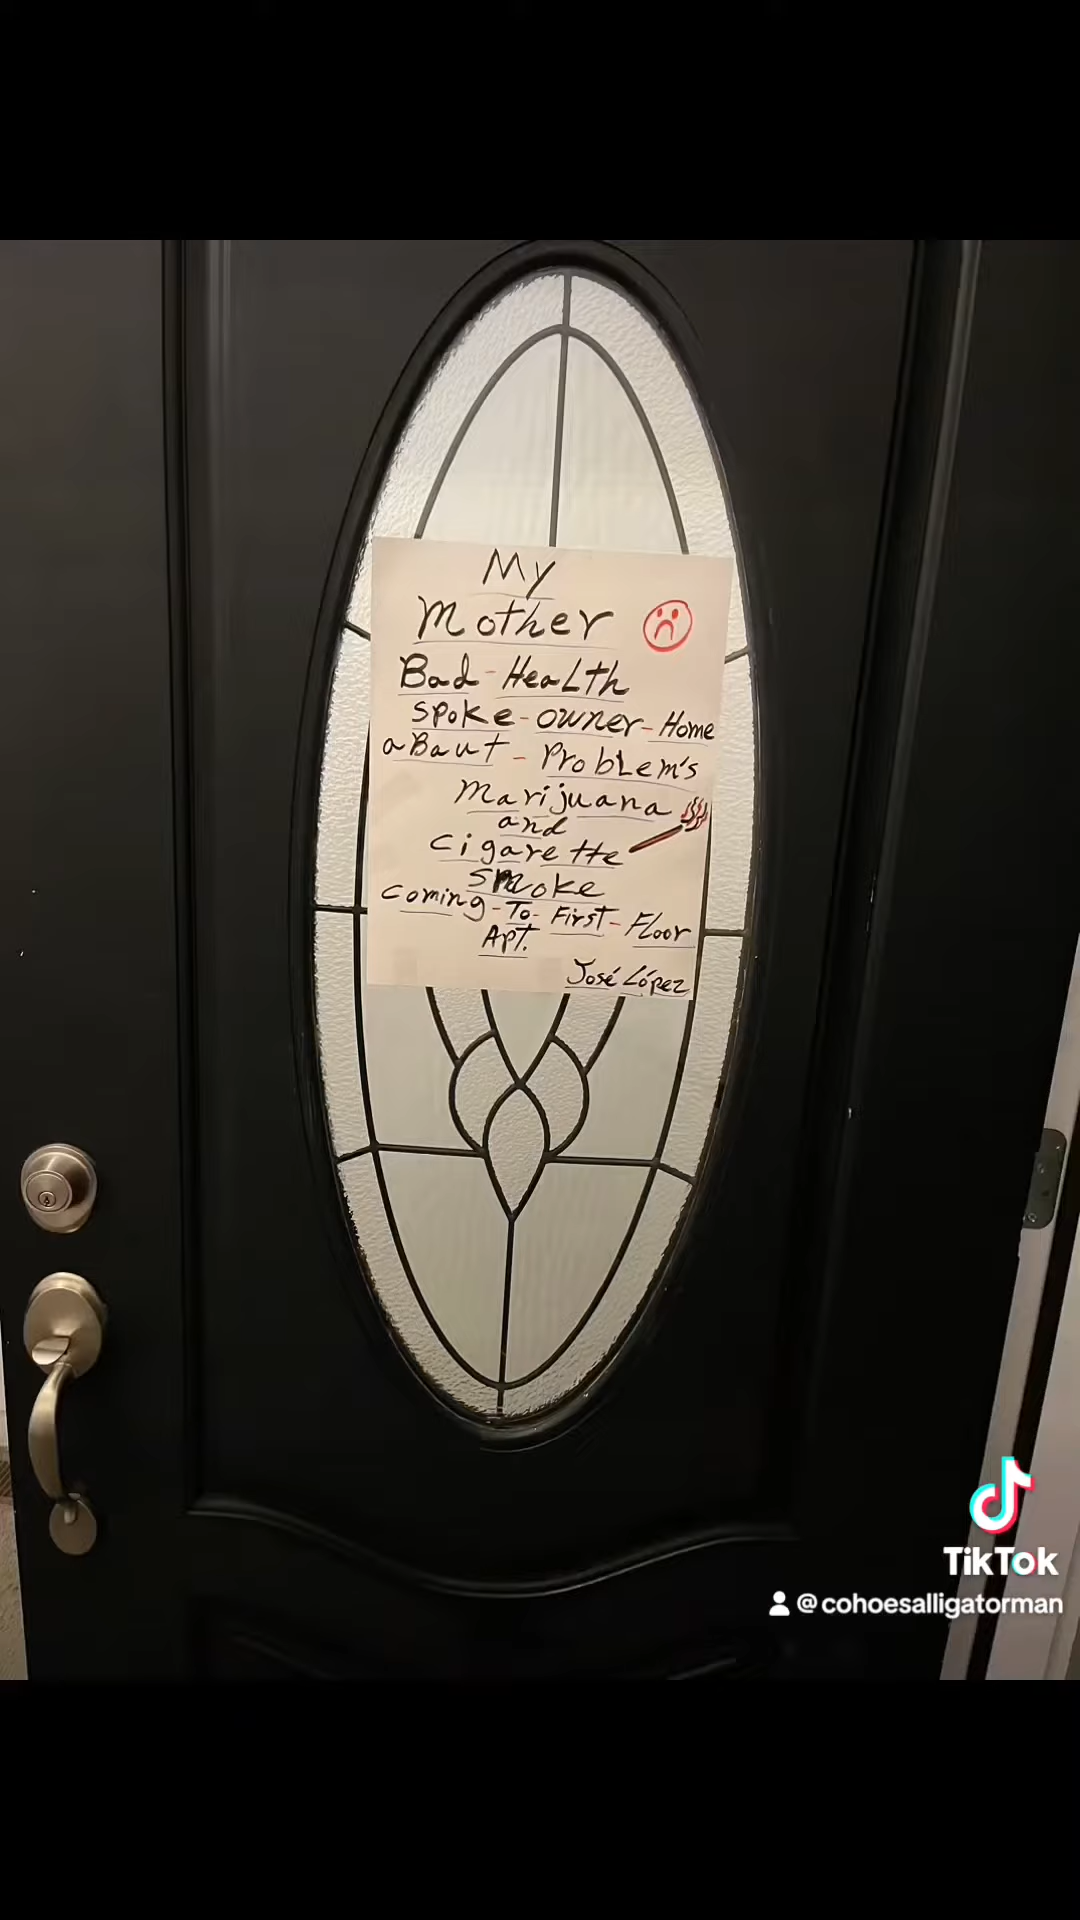 My
Mother
Bad-Health
Spoke-owner-Home
aBaut-Problem's
Marijuana
and
cigarette
smoke
coming-To-First-Floor
Apt.
José López
TikTok
@cohoesalligatorman